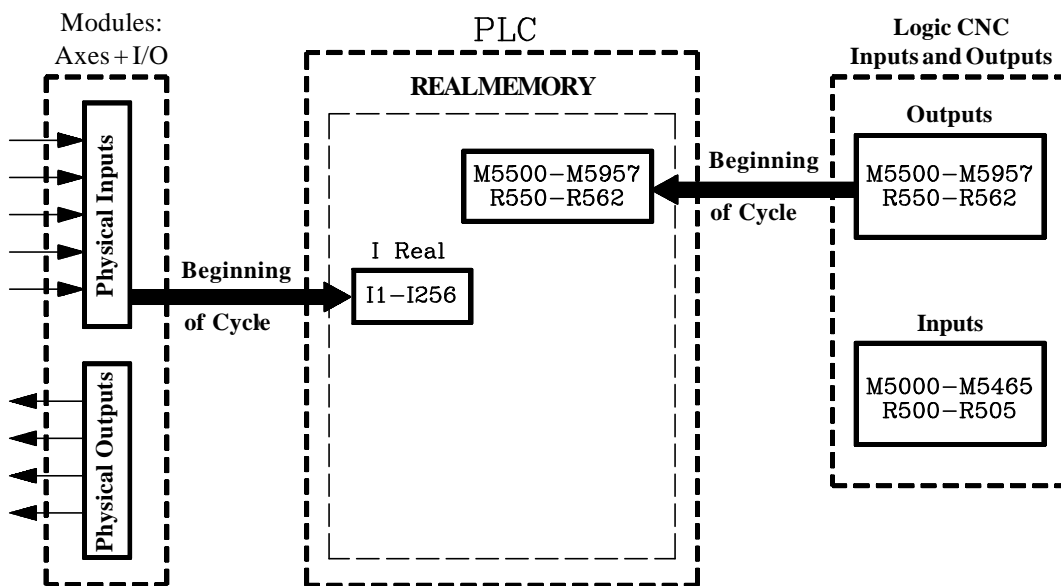 Modules:
Axes + I/O
Physical Inputs
Physical Outputs
Beginning
of Cycle
PLC
REALMEMORY
M5500-M5957
R550-R562
I Real
I1-I256
Beginning
of Cycle
Logic CNC
Inputs and Outputs
Outputs
M5500-M5957
R550-R562
Inputs
M5000-M5465
R500-R505